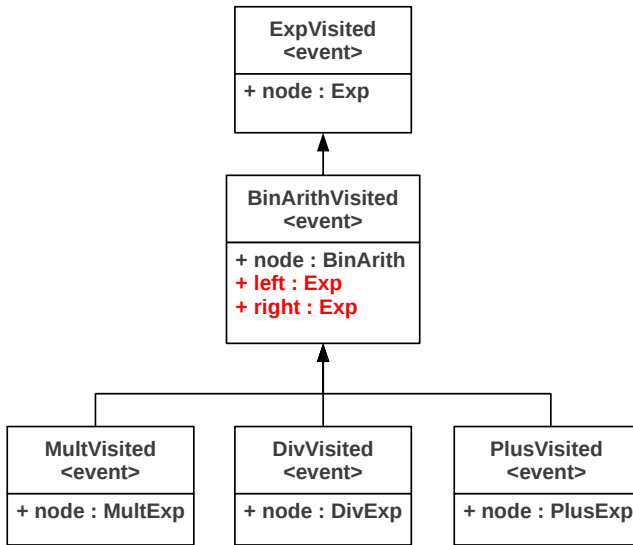 ExpVisited
<event>
+ node : Exp
BinArithVisited
<event>
+ node : BinArith
+ left : Exp
+ right : Exp
MultVisited
<event>
+ node : MultExp
DivVisited
<event>
+ node : DivExp
PlusVisited
<event>
+ node : PlusExp